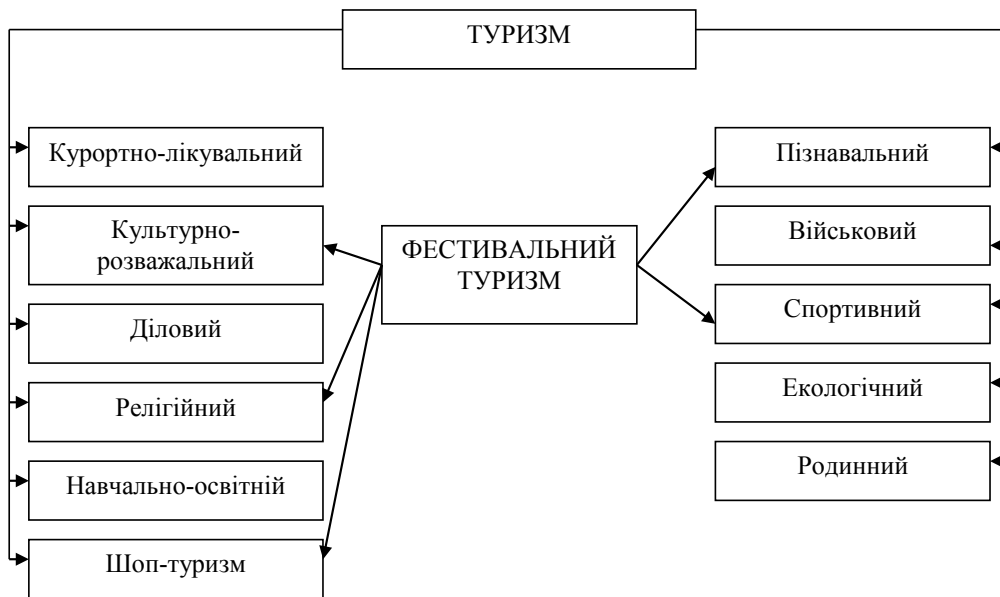 ТУРИЗМ
Курортно-лікувальний
Культурно-
розважальний
Діловий
Релігійний
Навчально-освітній
Шоп-туризм
ФЕСТИВАЛЬНИЙ
ТУРИЗМ
Пізнавальний
Військовий
Спортивний
Екологічний
Родинний